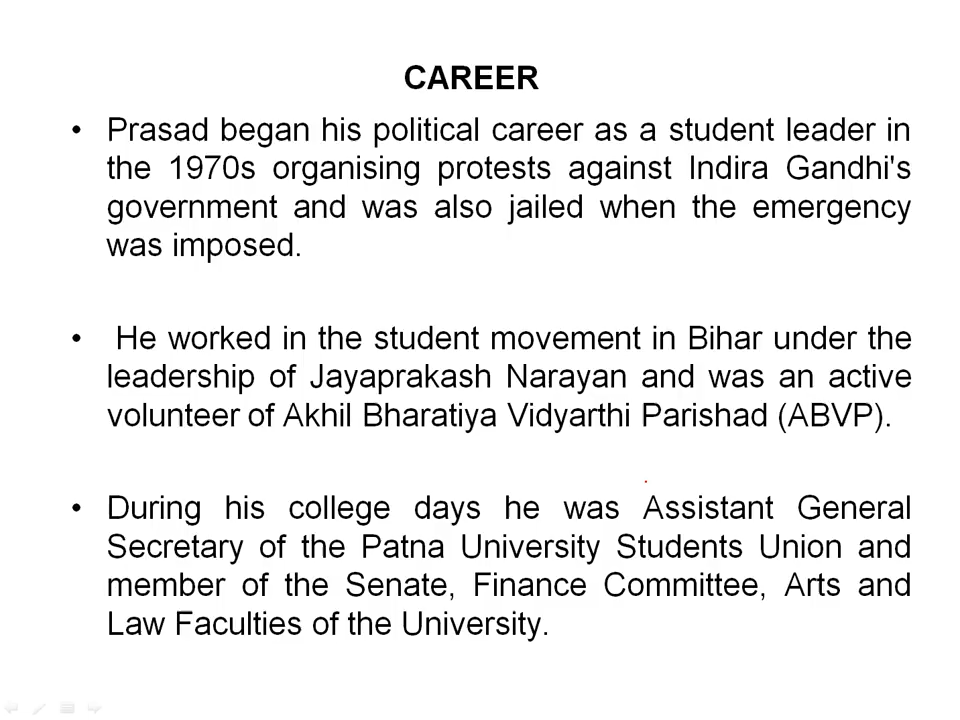 CAREER
• Prasad began his political career as a student leader in
the 1970s organising protests against Indira Gandhi's
government and was also jailed when the emergency
was imposed.
• He worked in the student movement in Bihar under the
leadership of Jayaprakash Narayan and was an active
volunteer of Akhil Bharatiya Vidyarthi Parishad (ABVP).
• During his college days he was Assistant General
Secretary of the Patna University Students Union and
member of the Senate, Finance Committee, Arts and
Law Faculties of the University.